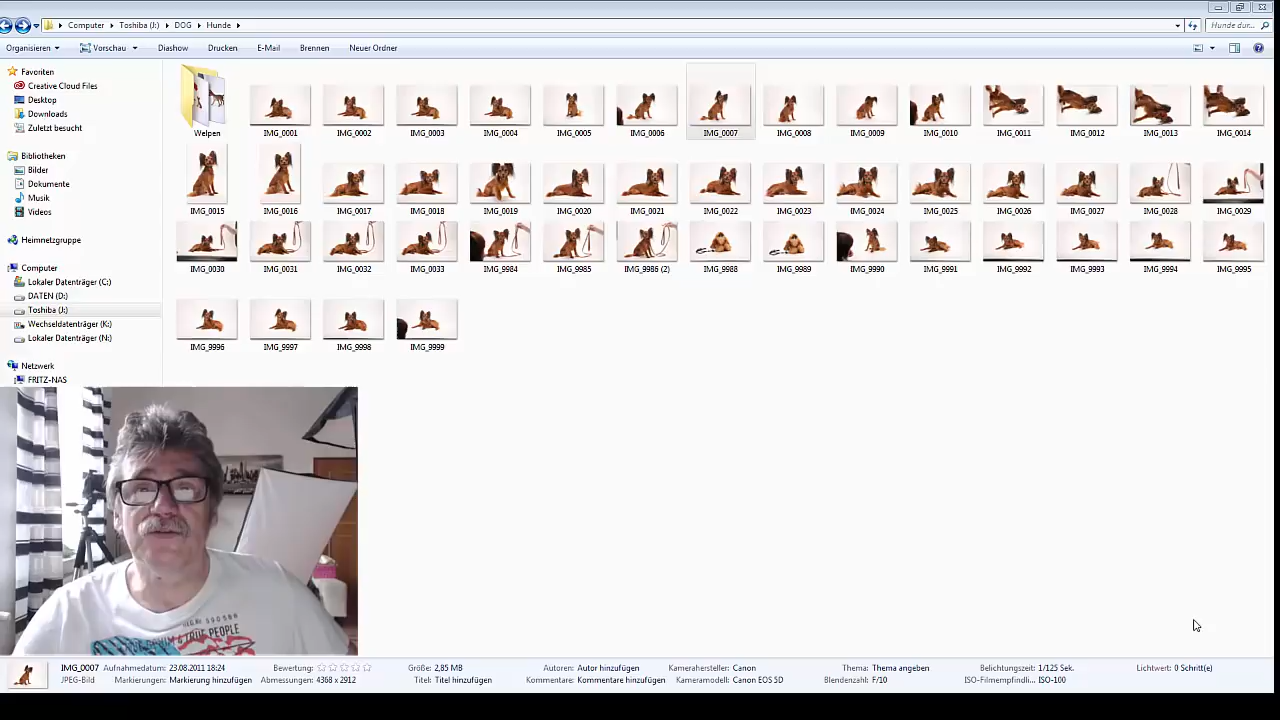 Computer Toshiba (J:) DOG Hunde
Hunde dur...
Organisieren Vorschau Diashow Drucken E-Mail Brennen Neuer Ordner
Favoriten
Creative Cloud Files
Desktop
Downloads
Zuletzt besucht
Bibliotheken
Bilder
Dokumente
Musik
Videos
Heimnetzgruppe
Computer
Lokaler Datenträger (C:)
DATEN (D:)
Toshiba (J:)
Wechseldatenträger (K:)
Lokaler Datenträger (N:)
Netzwerk
FRITZ-NAS
Welpen IMG_0001 IMG_0002 IMG_0003 IMG_0004 IMG_0005 IMG_0006 IMG_0007 IMG_0008 IMG_0009 IMG_0010 IMG_0011 IMG_0012 IMG_0013 IMG_0014
IMG_0015 IMG_0016 IMG_0017 IMG_0018 IMG_0019 IMG_0020 IMG_0021 IMG_0022 IMG_0023 IMG_0024 IMG_0025 IMG_0026 IMG_0027 IMG_0028 IMG_0029
IMG_0030 IMG_0031 IMG_0032 IMG_0033 IMG_9984 IMG_9985 IMG_9986 (2) IMG_9988 IMG_9989 IMG_9990 IMG_9991 IMG_9992 IMG_9993 IMG_9994 IMG_9995
IMG_9996 IMG_9997 IMG_9998 IMG_9999
& TRUE PEOPLE
IMG_0007 Aufnahmedatum: 23.08.2011 18:24 Bewertung: Größe: 2,85 MB Autoren: Autor hinzufügen Kamerahersteller: Canon Thema: Thema angeben Belichtungszeit: 1/125 Sek. Lichtwert: 0 Schritt(e)
JPEG-Bild Markierungen: Markierung hinzufügen Abmessungen: 4368 x 2912 Titel: Titel hinzufügen Kommentare: Kommentare hinzufügen Kameramodell: Canon EOS 5D Blendenzahl: F/10 ISO-Filmempfindli... ISO-100